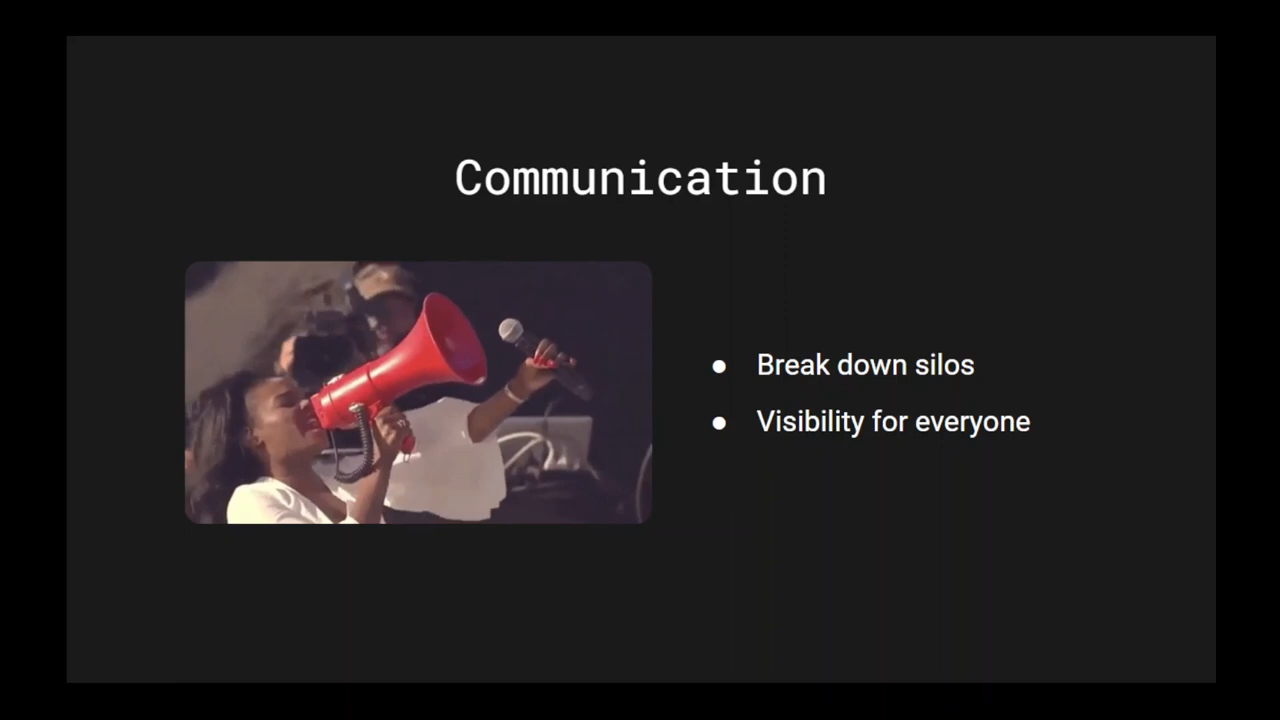 Communication
● Break down silos
● Visibility for everyone